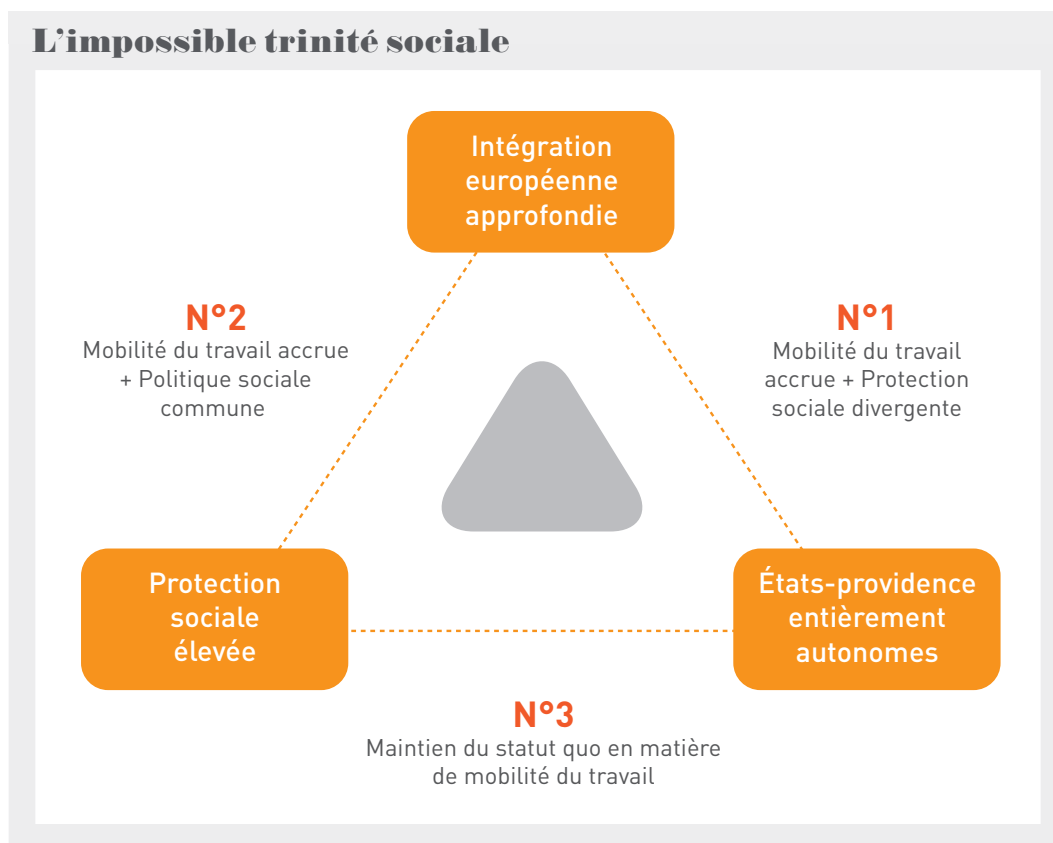 L'impossible trinité sociale
Intégration
européenne
approfondie
N°2
Mobilité du travail accrue
+ Politique sociale
commune
N°1
Mobilité du travail
accrue + Protection
sociale divergente
Protection
sociale
élevée
États-providence
entièrement
autonomes
N°3
Maintien du statut quo en matière
de mobilité du travail